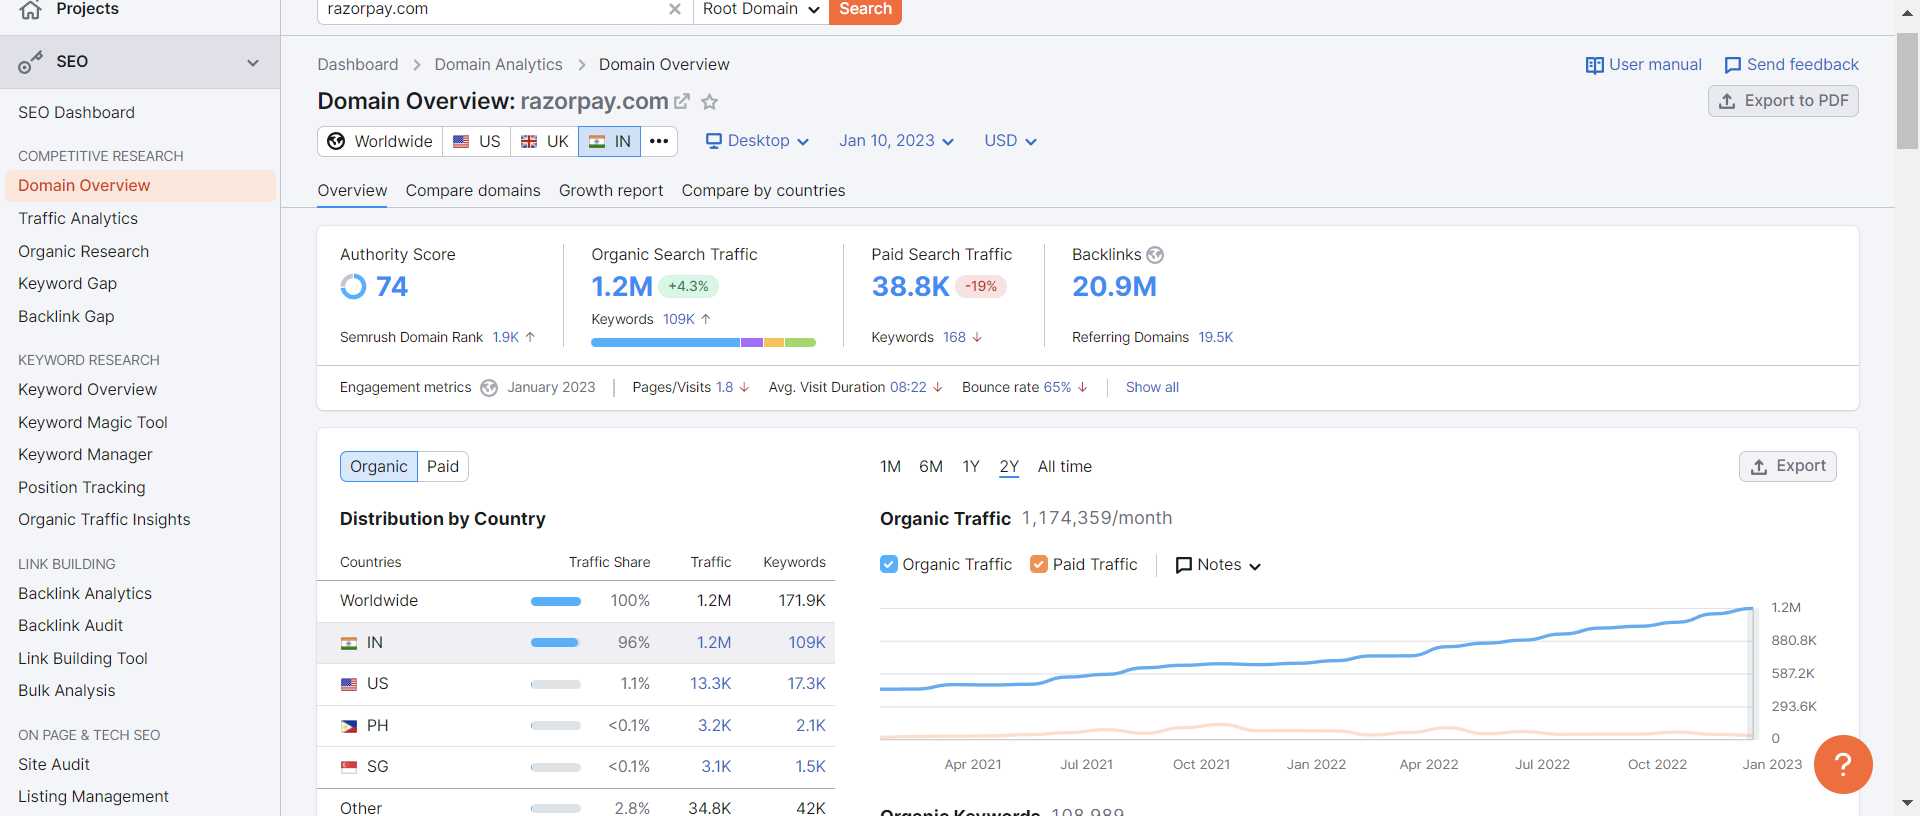 Projects
razorpay.com
Root Domain
Search
SEO
SEO Dashboard
COMPETITIVE RESEARCH
Domain Overview
Traffic Analytics
Organic Research
Keyword Gap
Backlink Gap
KEYWORD RESEARCH
Keyword Overview
Keyword Magic Tool
Keyword Manager
Position Tracking
Organic Traffic Insights
LINK BUILDING
Backlink Analytics
Backlink Audit
Link Building Tool
Bulk Analysis
ON PAGE & TECH SEO
Site Audit
Listing Management
Dashboard > Domain Analytics > Domain Overview
User manual
Send feedback
Domain Overview: razorpay.com
Export to PDF
Worldwide US UK IN •••
Desktop
Jan 10, 2023
USD
Overview Compare domains Growth report Compare by countries
Authority Score
74
Semrush Domain Rank 1.9K ↑
Organic Search Traffic
1.2M +4.3%
Keywords 109K ↑
Paid Search Traffic
38.8K -19%
Keywords 168 ↓
Backlinks
20.9M
Referring Domains 19.5K
Engagement metrics January 2023 Pages/Visits 1.8 ↓ Avg. Visit Duration 08:22 ↓ Bounce rate 65% ↓ Show all
Organic Paid
Distribution by Country
Countries Traffic Share Traffic Keywords
Worldwide 100% 1.2M 171.9K
IN 96% 1.2M 109K
US 1.1% 13.3K 17.3K
PH <0.1% 3.2K 2.1K
SG <0.1% 3.1K 1.5K
Other 2.8% 34.8K 42K
1M 6M 1Y 2Y All time
Export
Organic Traffic 1,174,359/month
Organic Traffic Paid Traffic Notes
1.2M
880.8K
587.2K
293.6K
0
Apr 2021 Jul 2021 Oct 2021 Jan 2022 Apr 2022 Jul 2022 Oct 2022 Jan 2023
?
Organic Keywords 108,989